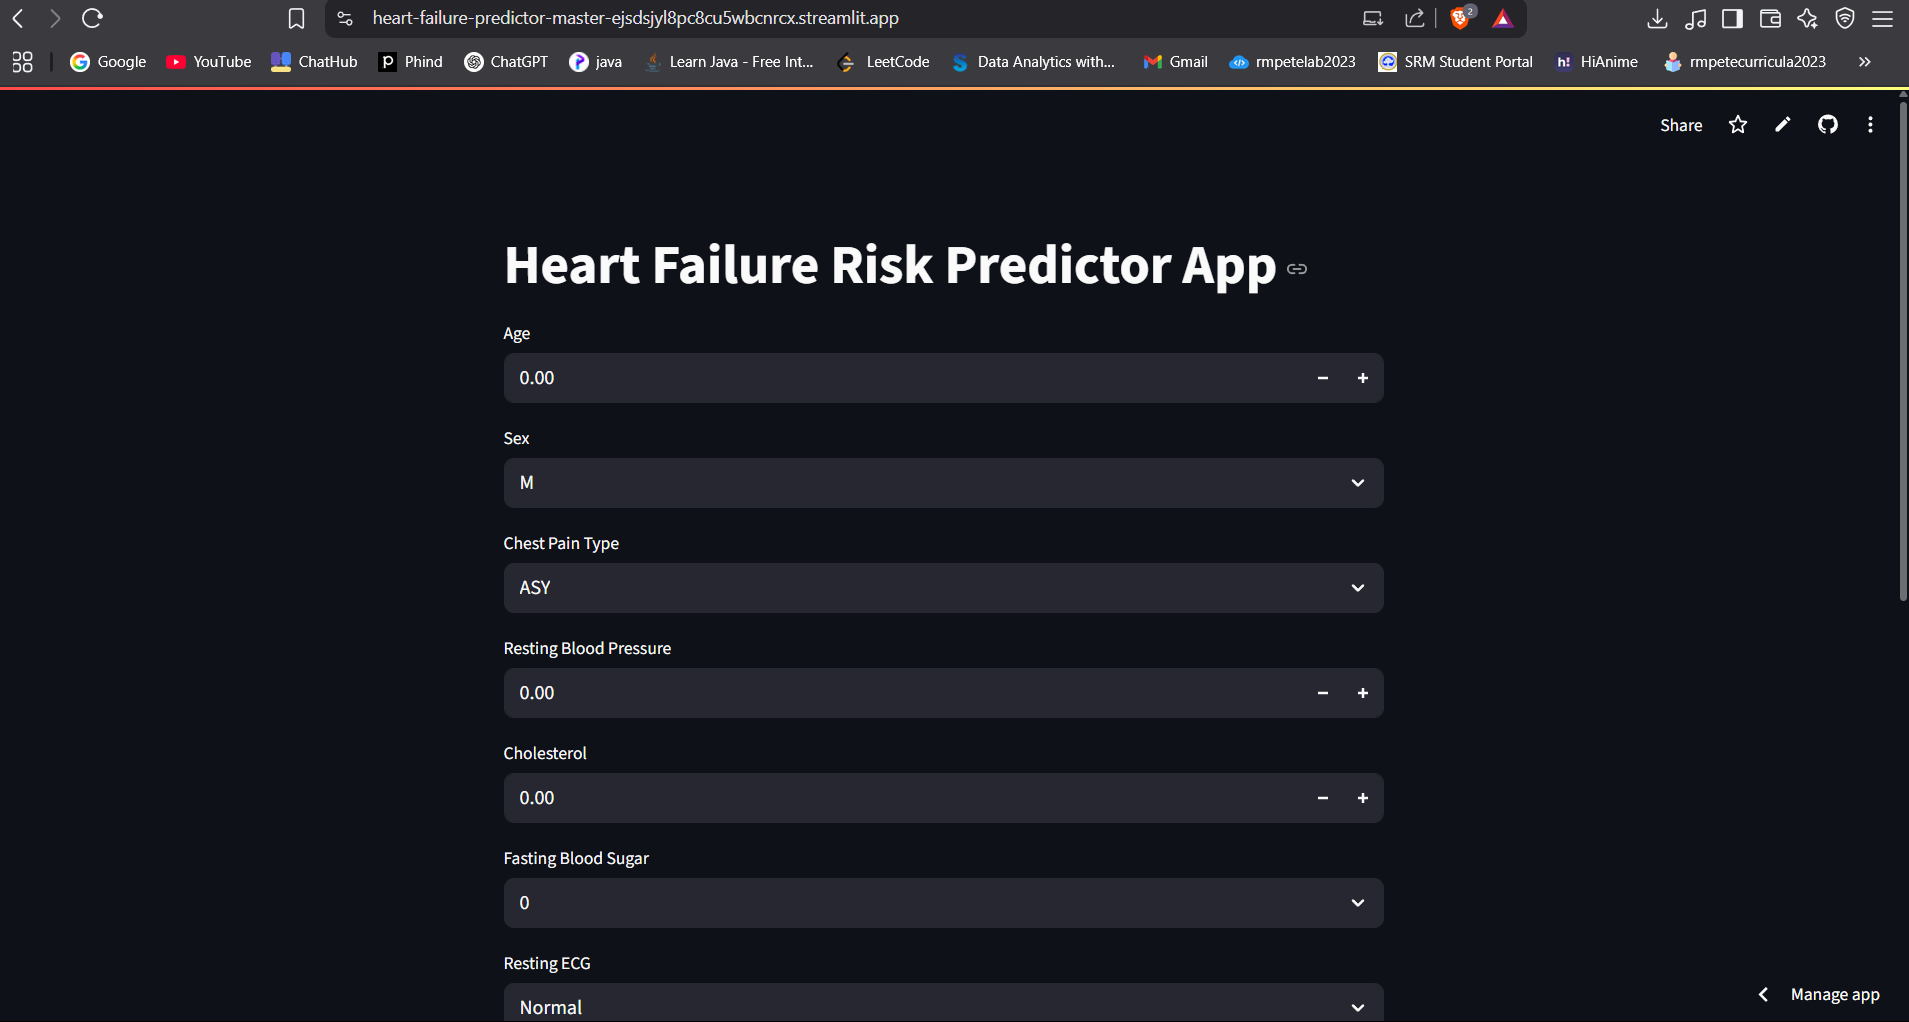 heart-failure-predictor-master-ejsdsjyl8pc8cu5wbcnrcx.streamlit.app
2
Google YouTube ChatHub Phind ChatGPT java Learn Java - Free Int... LeetCode Data Analytics with... Gmail rmpetelab2023 SRM Student Portal h! HiAnime rmpetecurricula2023 »
Share
Heart Failure Risk Predictor App
Age
0.00 − +
Sex
M
Chest Pain Type
ASY
Resting Blood Pressure
0.00 − +
Cholesterol
0.00 − +
Fasting Blood Sugar
0
Resting ECG
Normal
Manage app